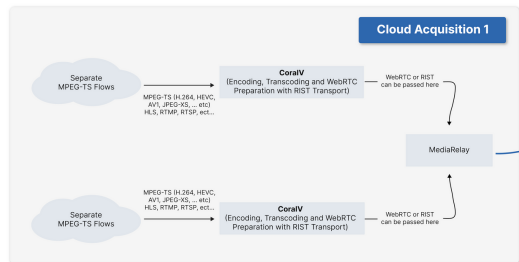 Cloud Acquisition 1
Separate
MPEG-TS Flows
MPEG-TS (H.264, HEVC,
AV1, JPEG-XS, ... etc)
HLS, RTMP, RTSP, ect...
CoralV
(Encoding, Transcoding and WebRTC
Preparation with RIST Transport)
WebRTC or RIST
can be passed here
MediaRelay
Separate
MPEG-TS Flows
MPEG-TS (H.264, HEVC,
AV1, JPEG-XS, ... etc)
HLS, RTMP, RTSP, ect...
CoralV
(Encoding, Transcoding and WebRTC
Preparation with RIST Transport)
WebRTC or RIST
can be passed here